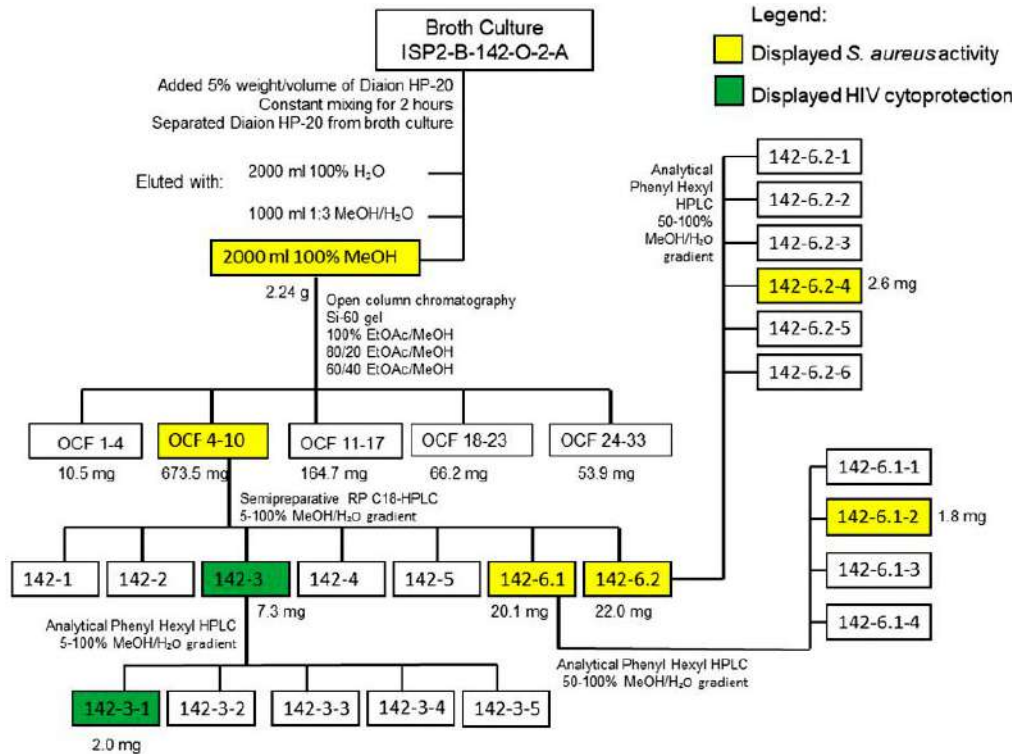 Broth Culture
ISP2-B-142-O-2-A
Legend:
Displayed S. aureus activity
Displayed HIV cytoprotection
Added 5% weight/volume of Diaion HP-20
Constant mixing for 2 hours
Separated Diaion HP-20 from broth culture
Eluted with:
2000 ml 100% H₂O
1000 ml 1:3 MeOH/H₂O
2000 ml 100% MeOH
2.24 g
Open column chromatography
Si-60 gel
100% EtOAc/MeOH
80/20 EtOAc/MeOH
60/40 EtOAc/MeOH
OCF 1-4
OCF 4-10
OCF 11-17
OCF 18-23
OCF 24-33
10.5 mg
673.5 mg
164.7 mg
66.2 mg
53.9 mg
Semipreparative RP C18-HPLC
5-100% MeOH/H₂O gradient
142-1
142-2
142-3
142-4
142-5
142-6.1
142-6.2
7.3 mg
20.1 mg
22.0 mg
Analytical Phenyl Hexyl HPLC
5-100% MeOH/H₂O gradient
142-3-1
142-3-2
142-3-3
142-3-4
142-3-5
2.0 mg
Analytical
Phenyl Hexyl
HPLC
50-100%
MeOH/H₂O
gradient
142-6.2-1
142-6.2-2
142-6.2-3
142-6.2-4
2.6 mg
142-6.2-5
142-6.2-6
Analytical Phenyl Hexyl HPLC
50-100% MeOH/H₂O gradient
142-6.1-1
142-6.1-2
1.8 mg
142-6.1-3
142-6.1-4